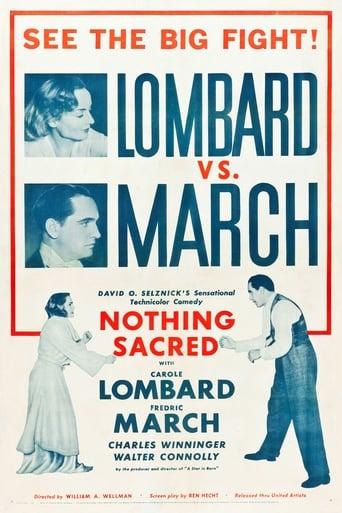 SEE THE BIG FIGHT!
LOMBARD
VS.
MARCH
DAVID O. SELZNICK'S Sensational
Technicolor Comedy
NOTHING
SACRED
WITH
CAROLE
LOMBARD
FREDRIC
MARCH
CHARLES WINNINGER
WALTER CONNOLLY
by the producer and director of "A Star is Born"
Directed by WILLIAM A. WELLMAN Screen play by BEN HECHT Released thru United Artists